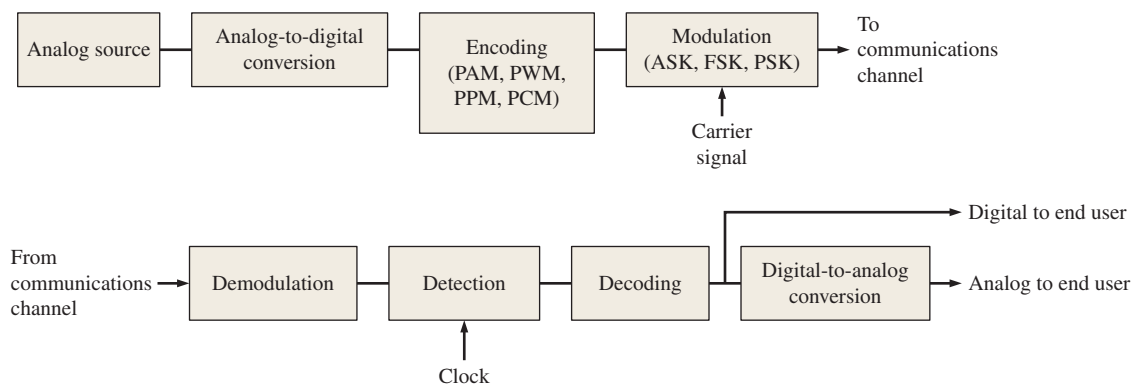 Analog source
Analog-to-digital
conversion
Encoding
(PAM, PWM,
PPM, PCM)
Modulation
(ASK, FSK, PSK)
To
communications
channel
Carrier
signal
From
communications
channel
Demodulation
Detection
Decoding
Digital-to-analog
conversion
Digital to end user
Analog to end user
Clock